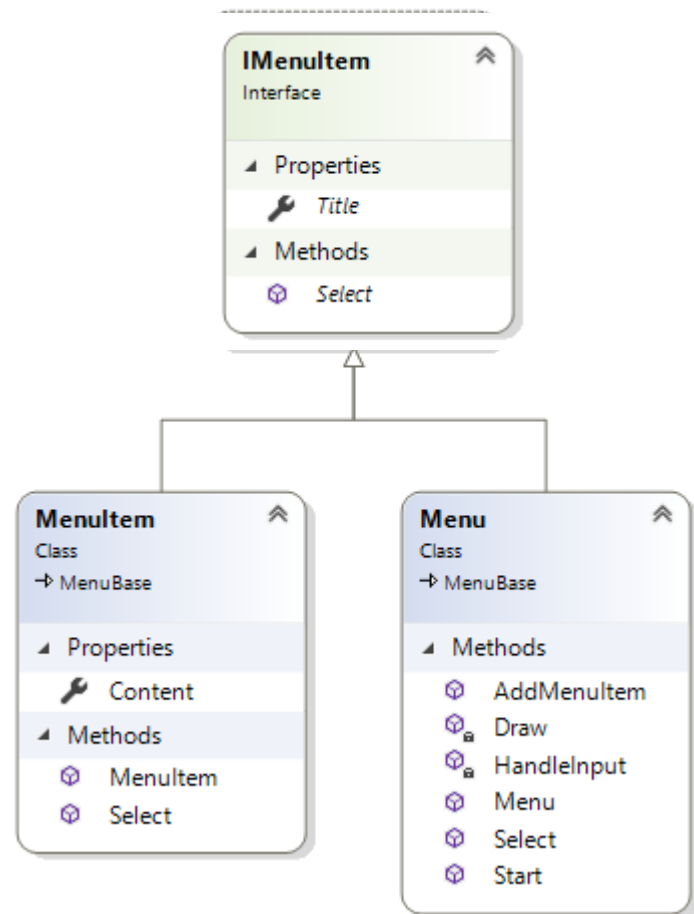 IMenuItem
Interface
Properties
Title
Methods
Select
MenuItem
Class
MenuBase
Properties
Content
Methods
MenuItem
Select
Menu
Class
MenuBase
Methods
AddMenuItem
Draw
HandleInput
Menu
Select
Start